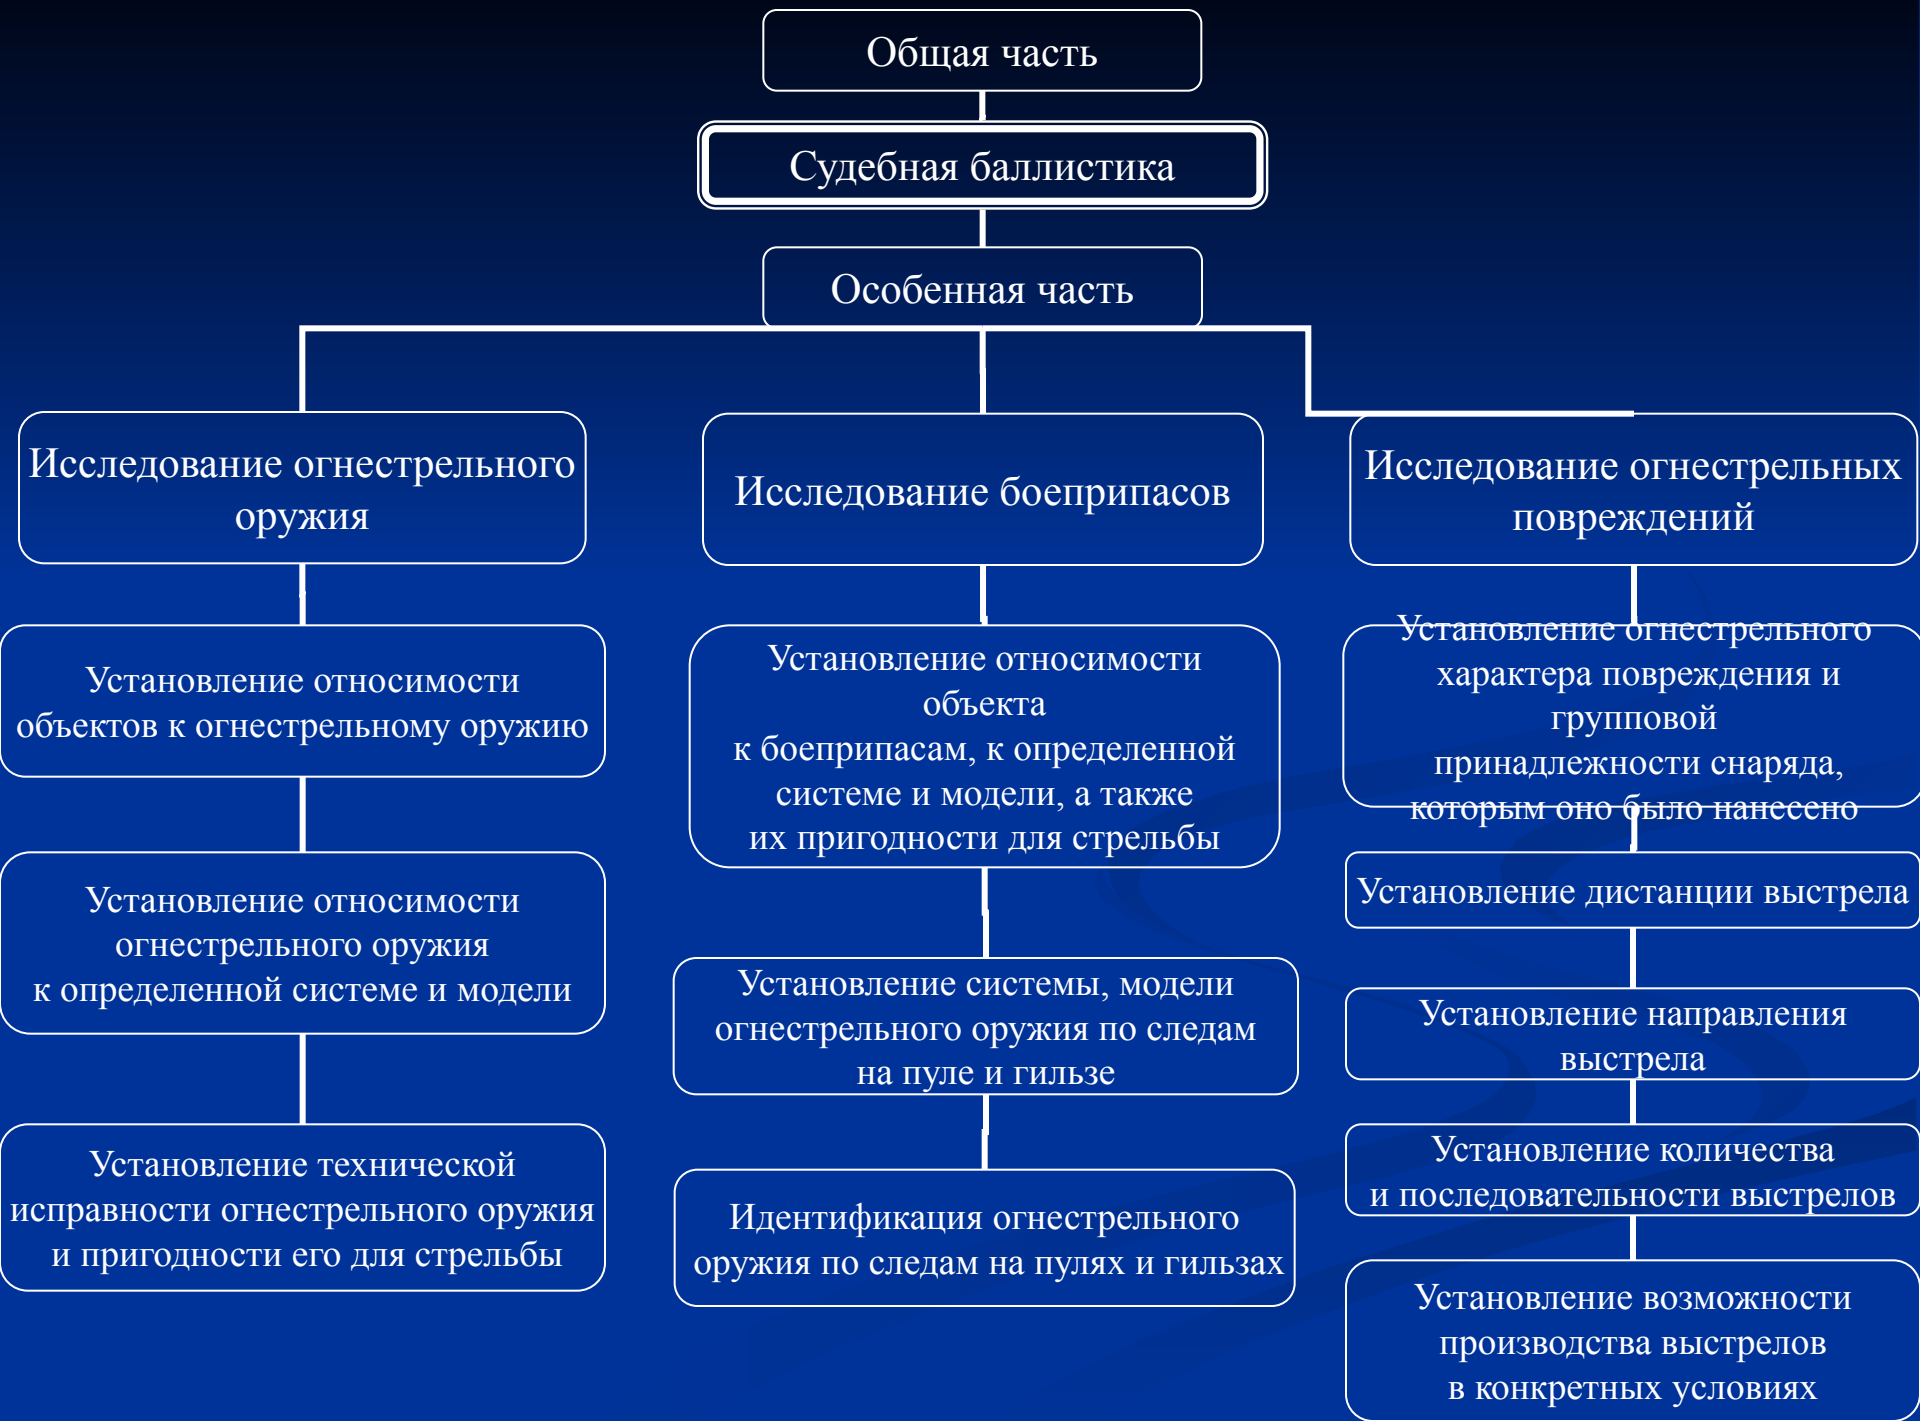 Общая часть
Судебная баллистика
Особенная часть
Исследование огнестрельного
оружия
Установление относимости
объектов к огнестрельному оружию
Установление относимости
огнестрельного оружия
к определенной системе и модели
Установление технической
исправности огнестрельного оружия
и пригодности его для стрельбы
Исследование боеприпасов
Установление относимости
объекта
к боеприпасам, к определенной
системе и модели, а также
их пригодности для стрельбы
Установление системы, модели
огнестрельного оружия по следам
на пуле и гильзе
Идентификация огнестрельного
оружия по следам на пулях и гильзах
Исследование огнестрельных
повреждений
Установление огнестрельного
характера повреждения и
групповой
принадлежности снаряда,
которым оно было нанесено
Установление дистанции выстрела
Установление направления
выстрела
Установление количества
и последовательности выстрелов
Установление возможности
производства выстрелов
в конкретных условиях